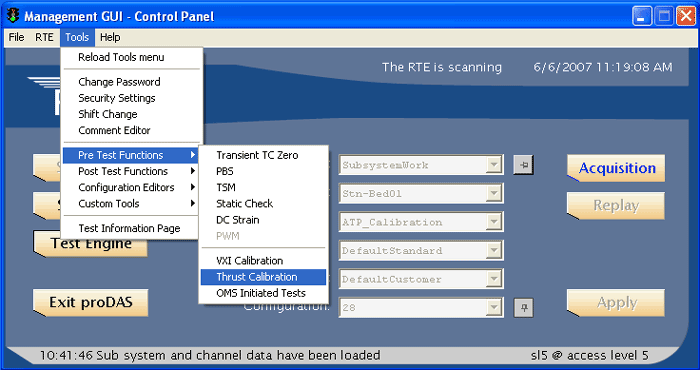 Management GUI - Control Panel
File RTE Tools Help
The RTE is scanning 6/6/2007 11:19:08 AM
Reload Tools menu
Change Password
Security Settings
Shift Change
Comment Editor
Pre Test Functions
Post Test Functions
Configuration Editors
Custom Tools
Test Information Page
Transient TC Zero
PBS
TSM
Static Check
DC Strain
PWM
VXI Calibration
Thrust Calibration
OMS Initiated Tests
SubsystemWork
Stn-Bed01
ATP_Calibration
DefaultStandard
DefaultCustomer
Configuration: 28
Acquisition
Replay
Test Engine
Exit proDAS
Apply
10:41:46 Sub system and channel data have been loaded sl5 @ access level 5